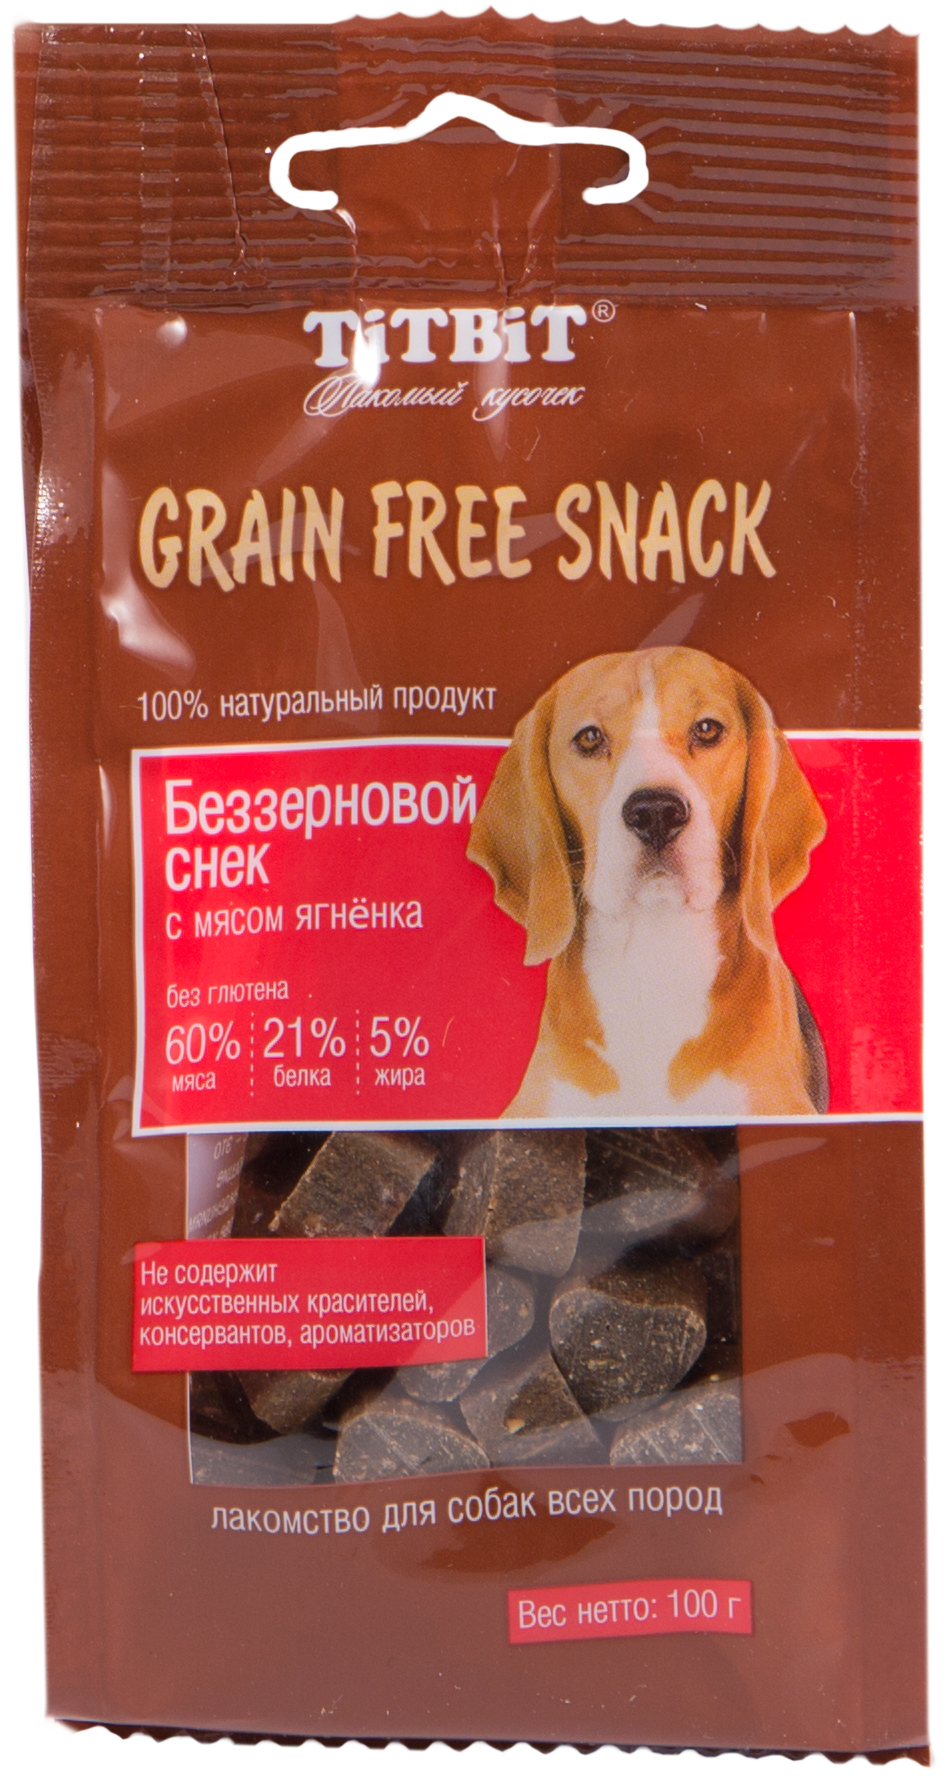 TiTBiT®
Лакомый кусочек
GRAIN FREE SNACK
100% натуральный продукт
Беззерновой
снек
с мясом ягнёнка
без глютена
60% 21% 5%
мяса белка жира
Не содержит
искусственных красителей,
консервантов, ароматизаторов
лакомство для собак всех пород
Вес нетто: 100 г